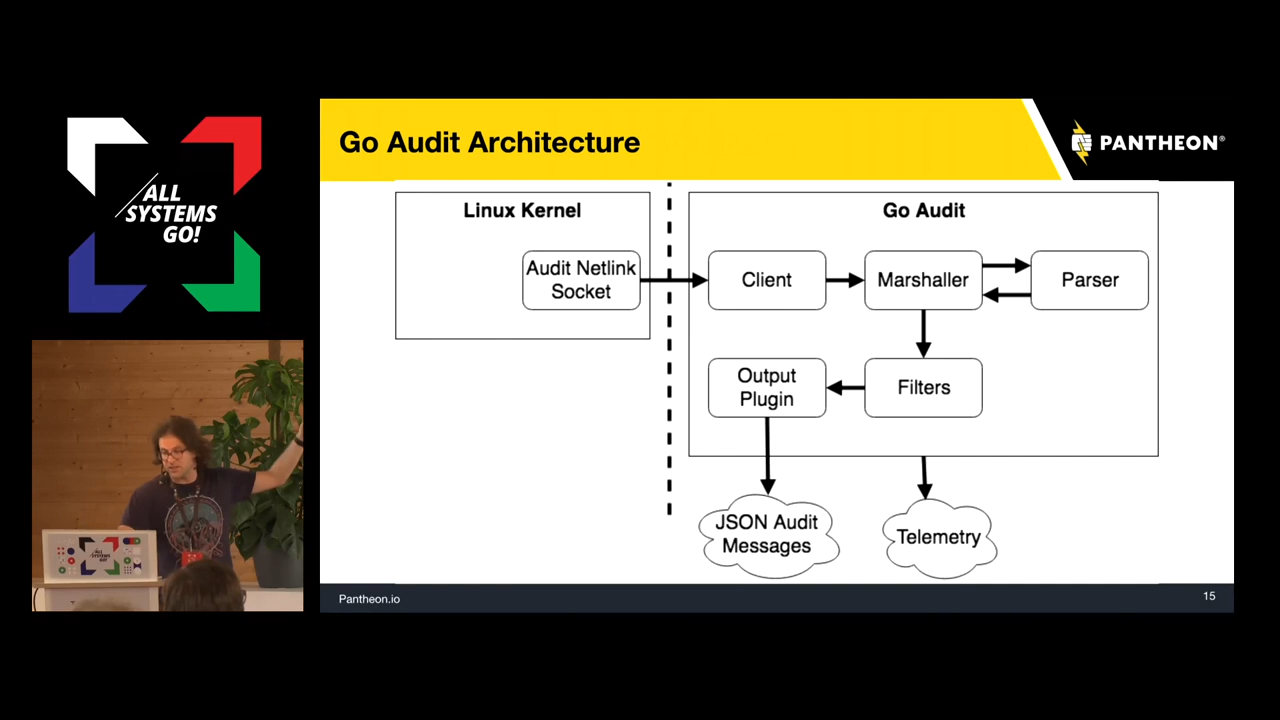 ALL
SYSTEMS
GO!
Go Audit Architecture
PANTHEON®
Linux Kernel
Go Audit
Audit Netlink
Socket
Client
Marshaller
Parser
Output
Plugin
Filters
JSON Audit
Messages
Telemetry
Pantheon.io
15